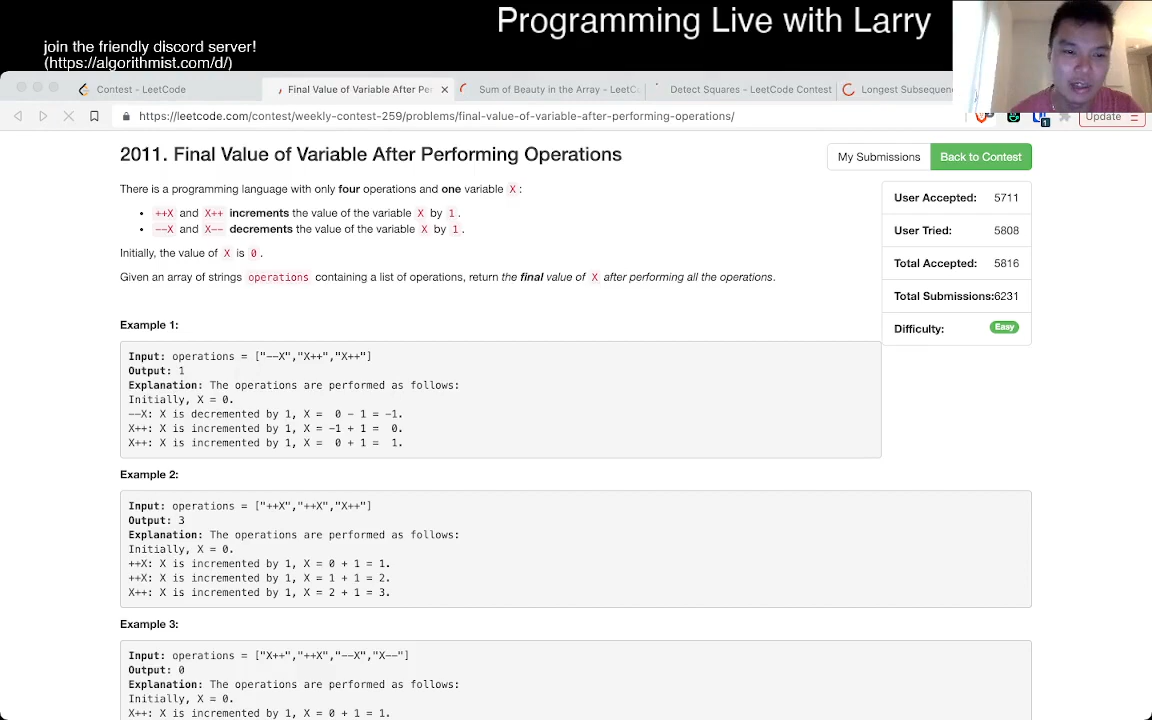 Programming Live with Larry
join the friendly discord server!
(https://algorithmist.com/d/)
Contest - LeetCode
Final Value of Variable After Per
Sum of Beauty in the Array - LeetC
Detect Squares - LeetCode Contest
Longest Subsequen
https://leetcode.com/contest/weekly-contest-259/problems/final-value-of-variable-after-performing-operations/
1
Update
2011. Final Value of Variable After Performing Operations
My Submissions
Back to Contest
There is a programming language with only four operations and one variable X:
• ++X and X++ increments the value of the variable X by 1.
• --X and X-- decrements the value of the variable X by 1.
Initially, the value of X is 0.
Given an array of strings operations containing a list of operations, return the final value of X after performing all the operations.
User Accepted: 5711
User Tried: 5808
Total Accepted: 5816
Total Submissions:6231
Difficulty: Easy
Example 1:
Input: operations = ["--X","X++","X++"]
Output: 1
Explanation: The operations are performed as follows:
Initially, X = 0.
--X: X is decremented by 1, X =  0 - 1 = -1.
X++: X is incremented by 1, X = -1 + 1 =  0.
X++: X is incremented by 1, X =  0 + 1 =  1.
Example 2:
Input: operations = ["++X","++X","X++"]
Output: 3
Explanation: The operations are performed as follows:
Initially, X = 0.
++X: X is incremented by 1, X = 0 + 1 = 1.
++X: X is incremented by 1, X = 1 + 1 = 2.
X++: X is incremented by 1, X = 2 + 1 = 3.
Example 3:
Input: operations = ["X++","++X","--X","X--"]
Output: 0
Explanation: The operations are performed as follows:
Initially, X = 0.
X++: X is incremented by 1, X = 0 + 1 = 1.